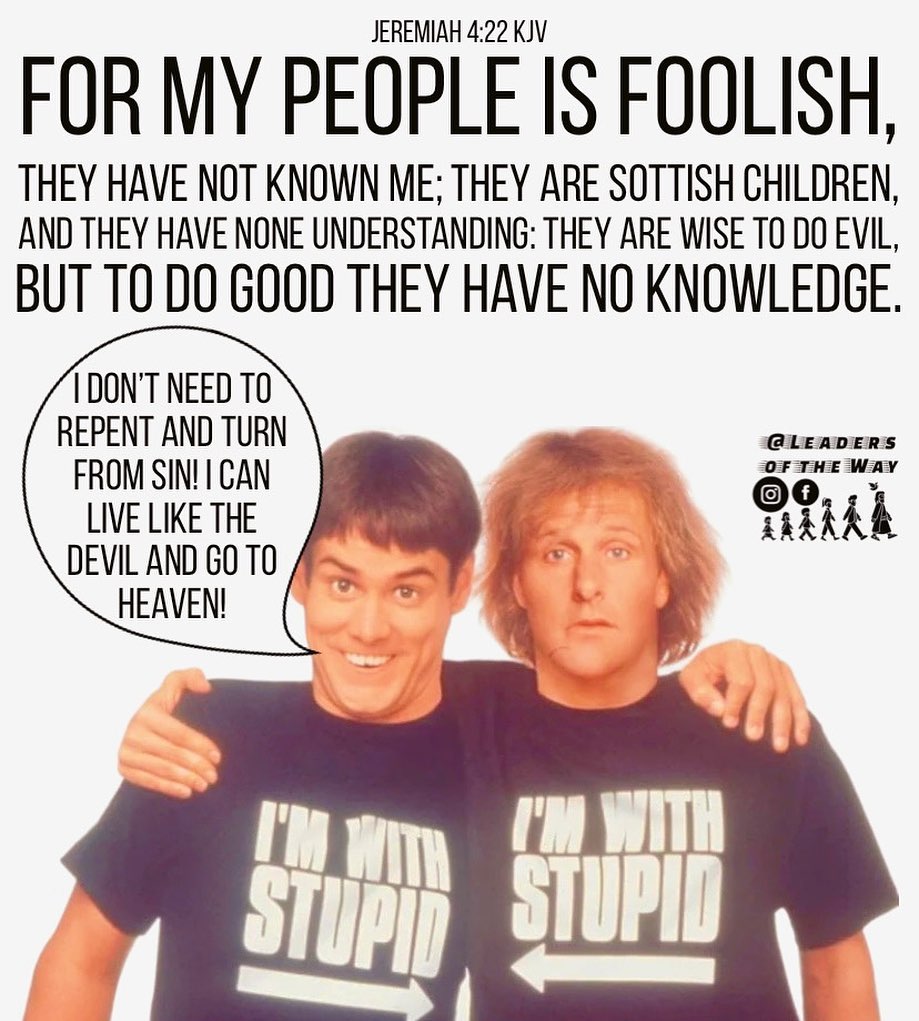 JEREMIAH 4:22 KJV
FOR MY PEOPLE IS FOOLISH,
THEY HAVE NOT KNOWN ME; THEY ARE SOTTISH CHILDREN,
AND THEY HAVE NONE UNDERSTANDING: THEY ARE WISE TO DO EVIL,
BUT TO DO GOOD THEY HAVE NO KNOWLEDGE.
I DON'T NEED TO
REPENT AND TURN
FROM SIN! I CAN
LIVE LIKE THE
DEVIL AND GO TO
HEAVEN!
@LEADERS
OF THE WAY
I'M WITH
STUPID
I'M WITH
STUPID